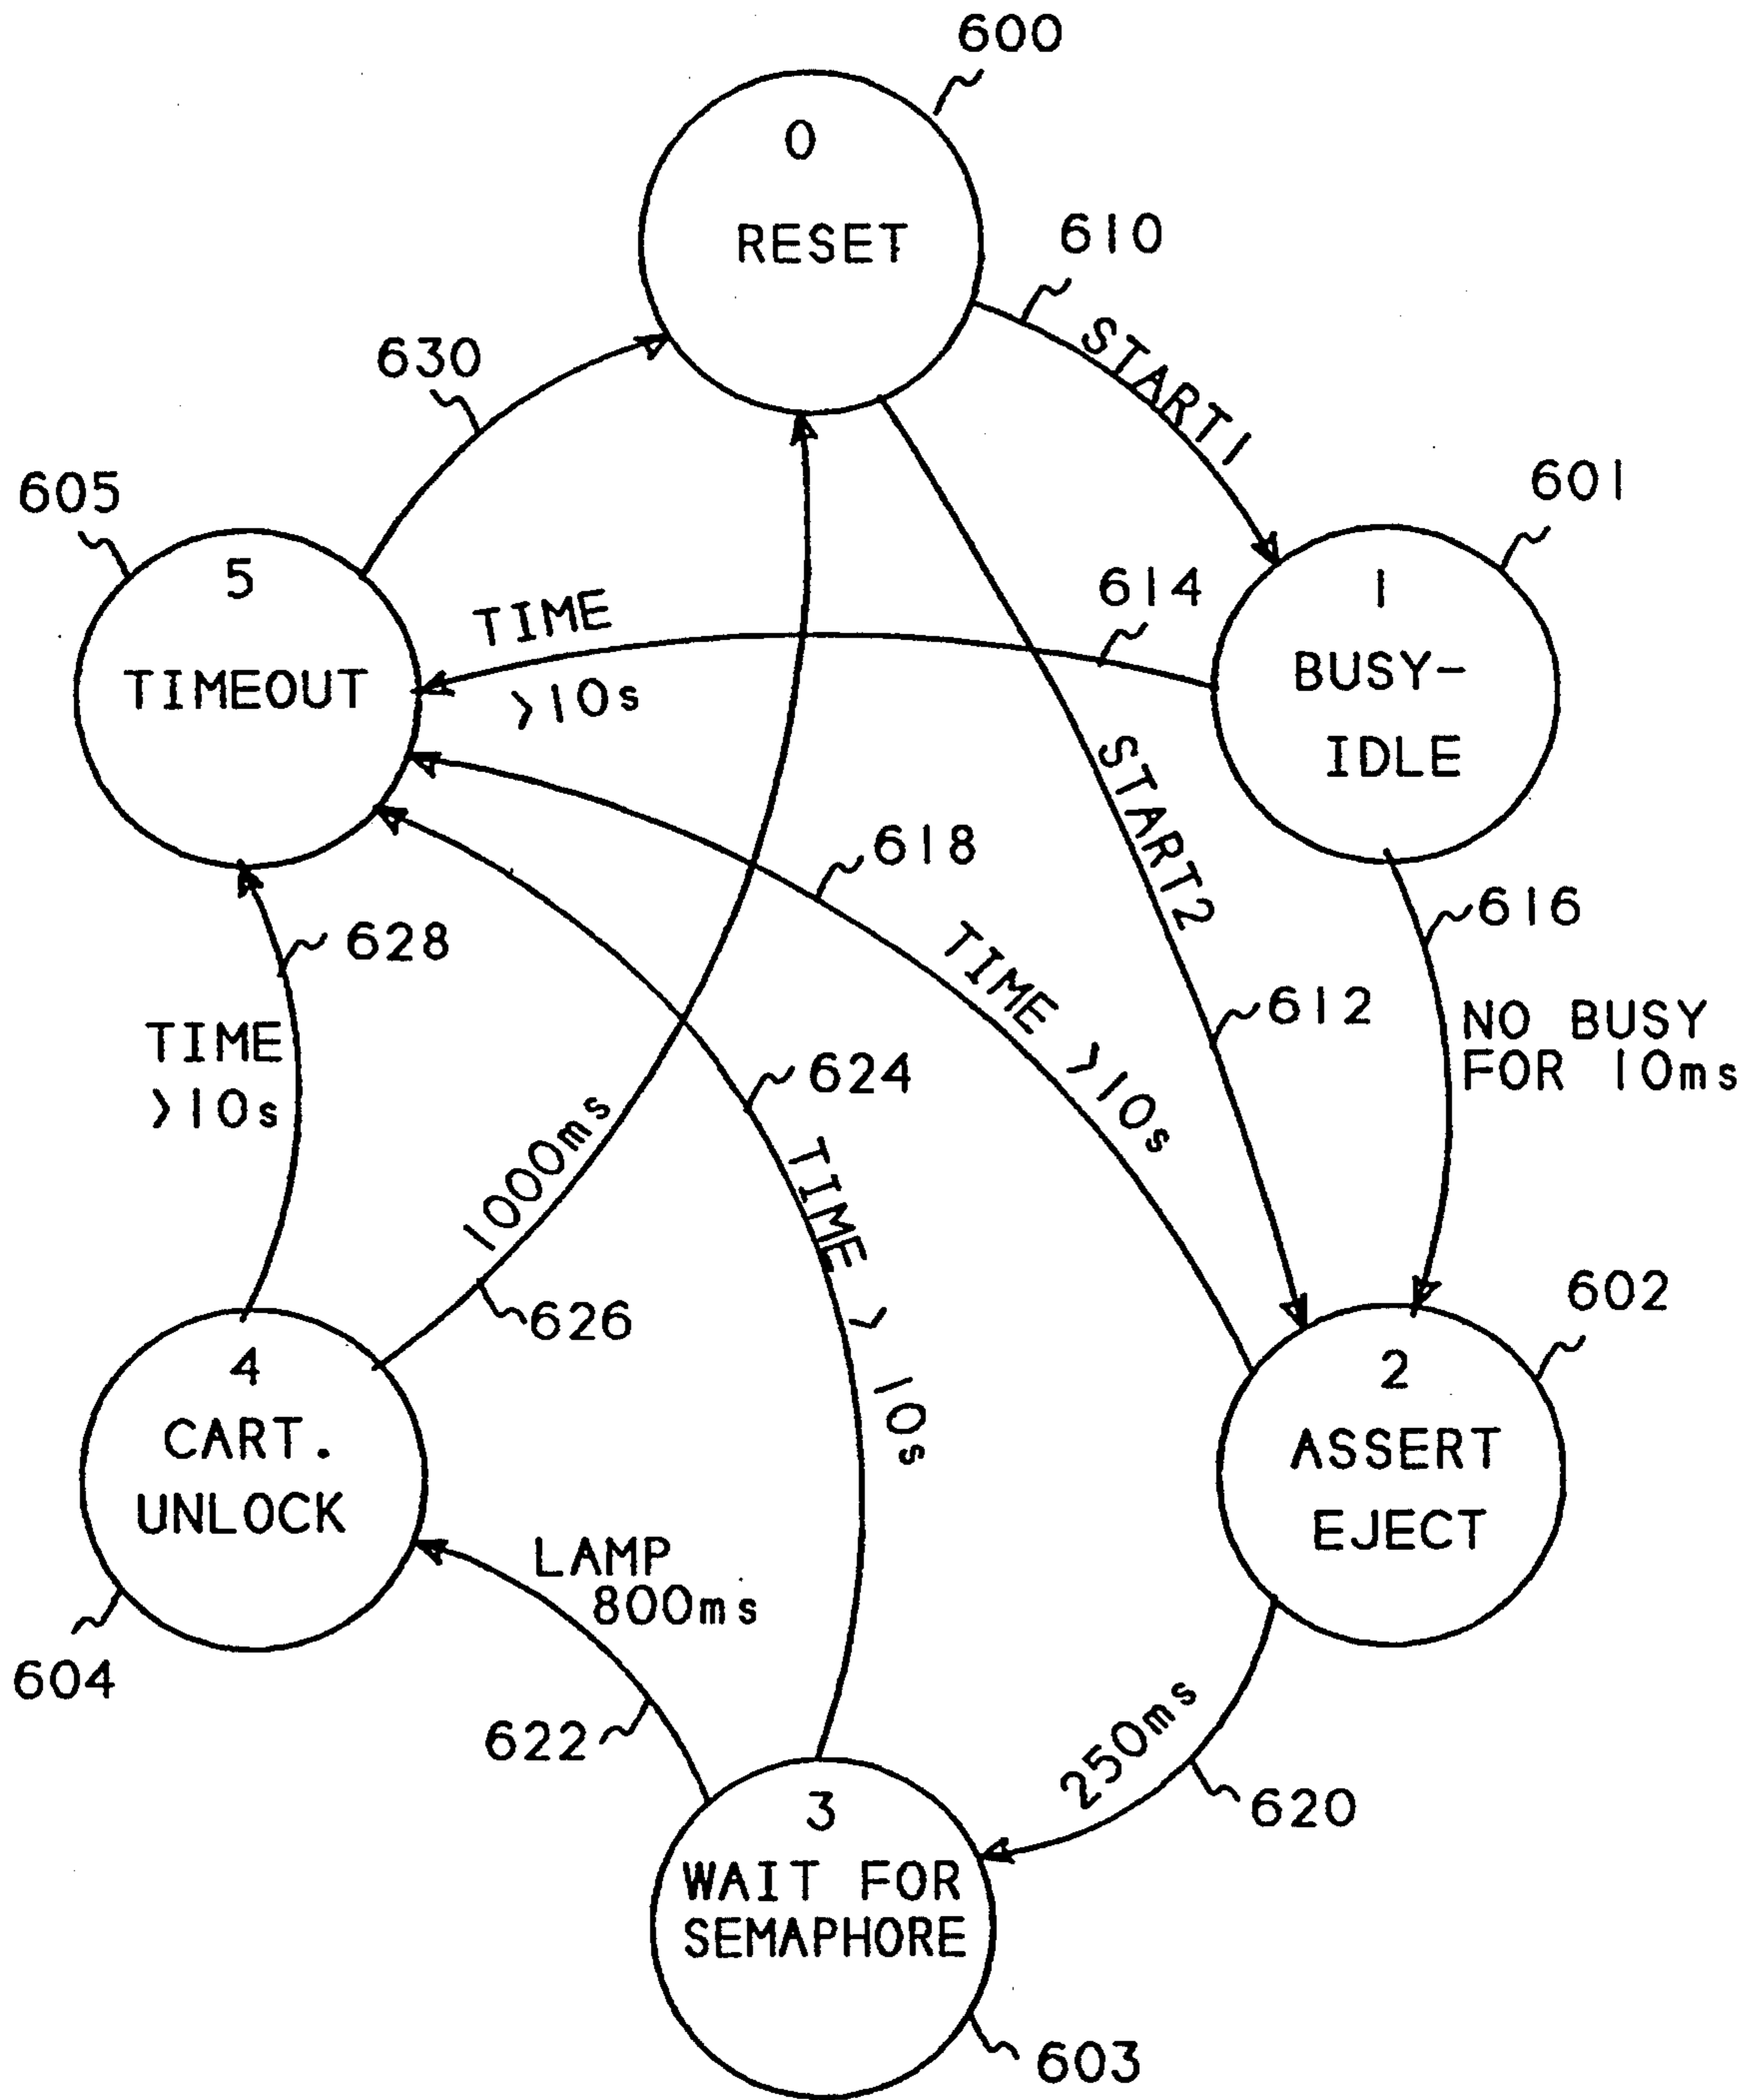 600
0
RESET
610
START1
630
605
601
5
TIMEOUT
TIME
>10s
614
1
BUSY-
IDLE
618
START2
616
628
TIME >10s
612
NO BUSY
FOR 10ms
TIME
>10s
624
1000ms
TIME > 10s
626
602
4
CART.
UNLOCK
2
ASSERT
EJECT
LAMP
800ms
604
622
250ms
620
3
WAIT FOR
SEMAPHORE
603